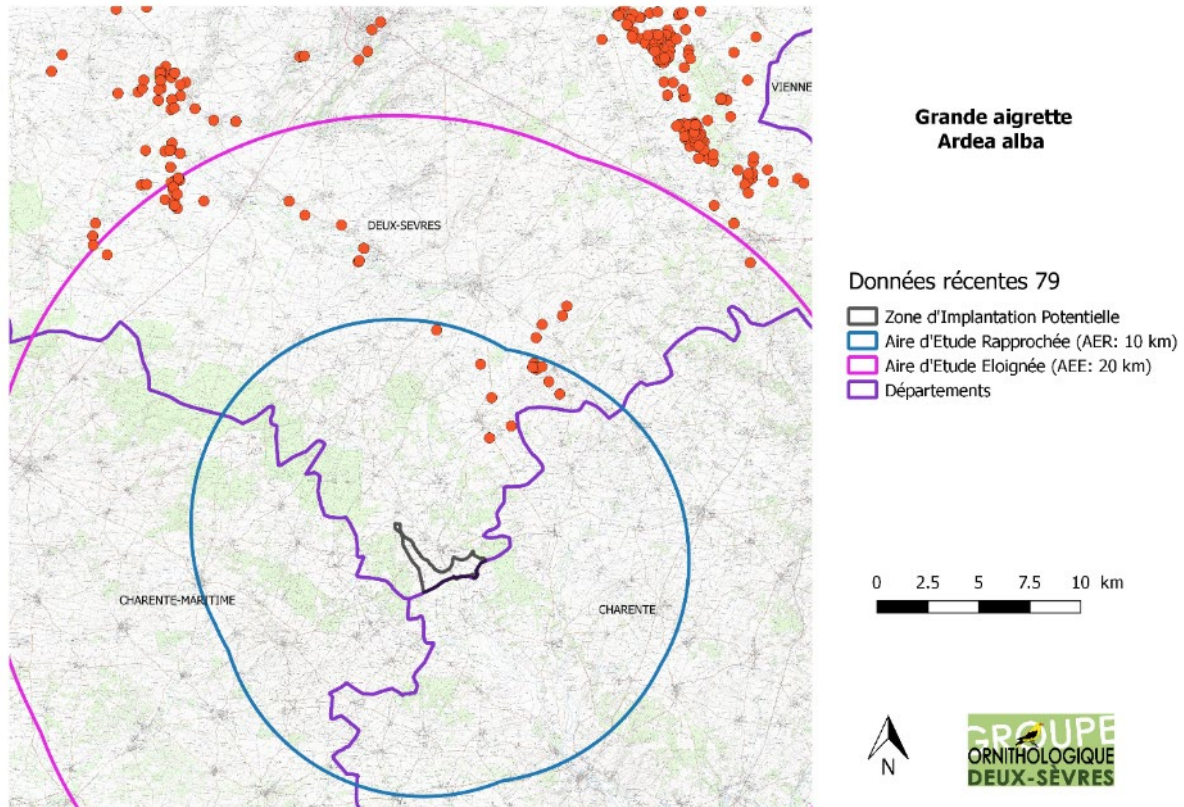 VIENNE
DEUX-SEVRES
CHARENTE-MARITIME
CHARENTE
Grande aigrette
Ardea alba
Données récentes 79
Zone d'Implantation Potentielle
Aire d'Etude Rapprochée (AER: 10 km)
Aire d'Etude Eloignée (AEE: 20 km)
Départements
0 2.5 5 7.5 10 km
N
GROUPE
ORNITHOLOGIQUE
DEUX-SÈVRES